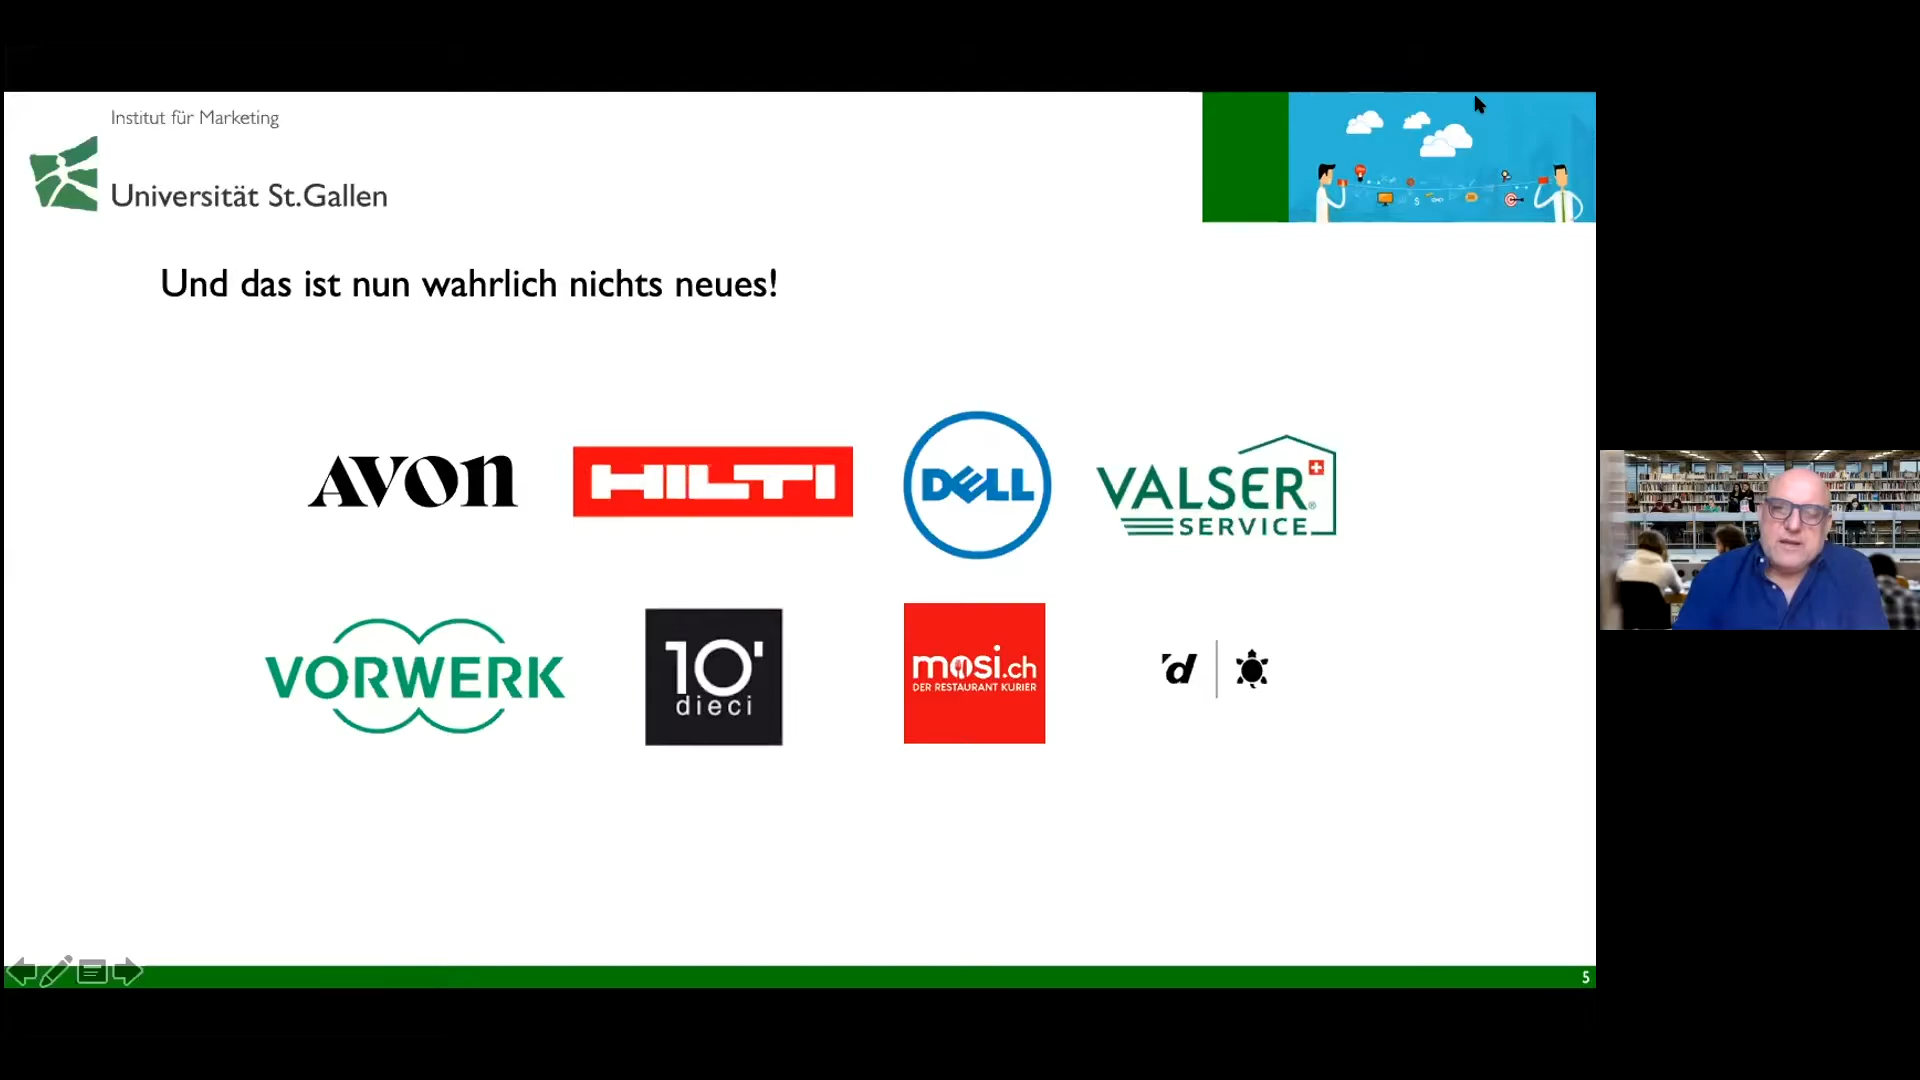 Institut für Marketing
Universität St.Gallen
Und das ist nun wahrlich nichts neues!
AVON
HILTI
DELL
VALSER®
SERVICE
VORWERK
10'
dieci
mosi.ch
DER RESTAURANT KURIER
'd
5